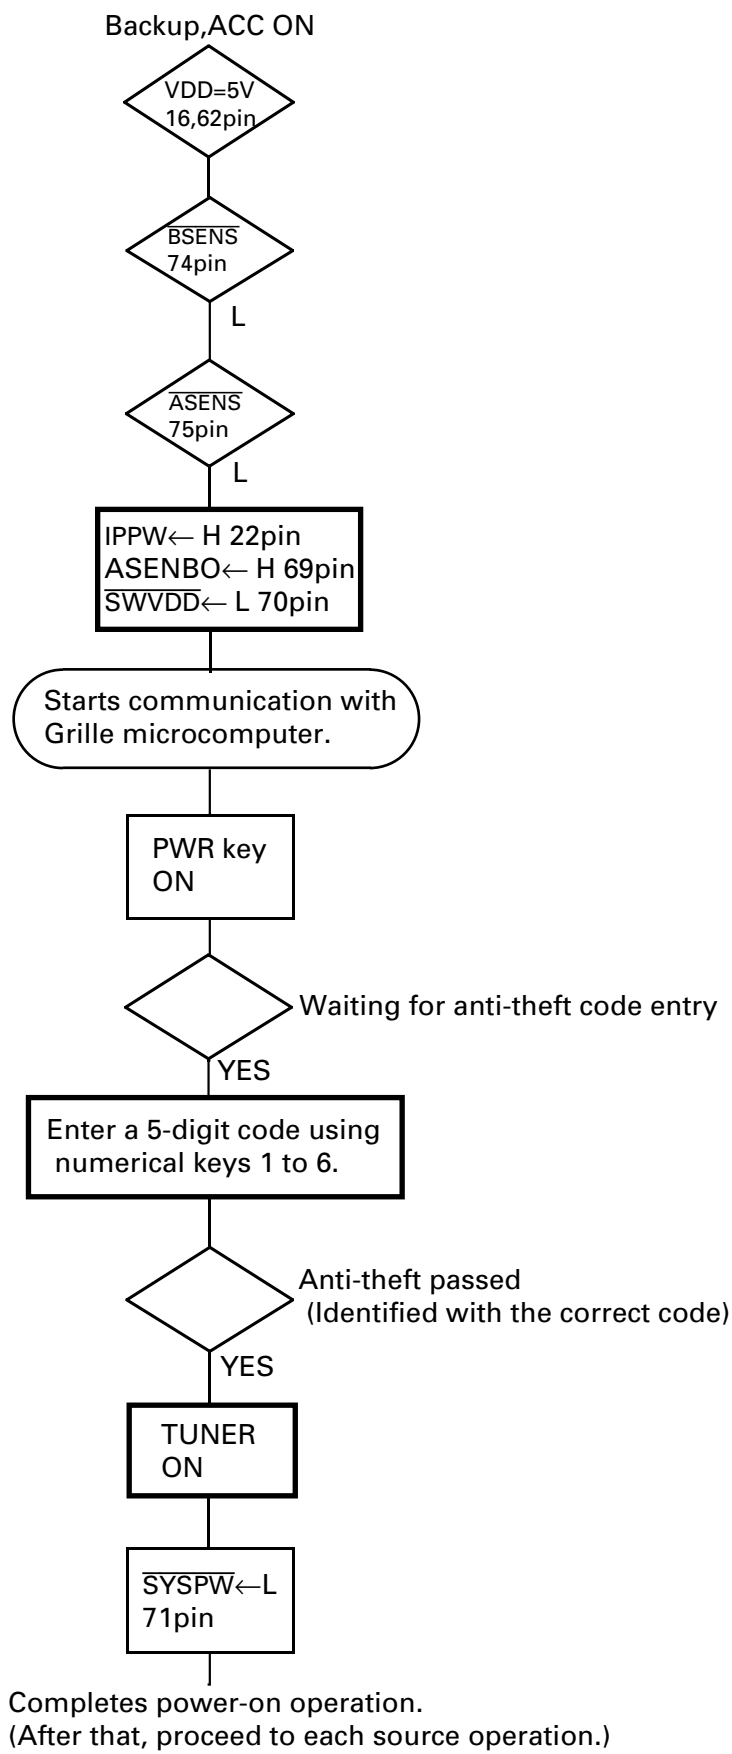 Backup,ACC ON
VDD=5V
16,62pin
BSENS
74pin
L
ASENS
75pin
L
IPPW← H 22pin
ASENBO← H 69pin
SWVDD← L 70pin
Starts communication with
Grille microcomputer.
PWR key
ON
Waiting for anti-theft code entry
YES
Enter a 5-digit code using
numerical keys 1 to 6.
Anti-theft passed
(Identified with the correct code)
YES
TUNER
ON
SYSPW←L
71pin
Completes power-on operation.
(After that, proceed to each source operation.)